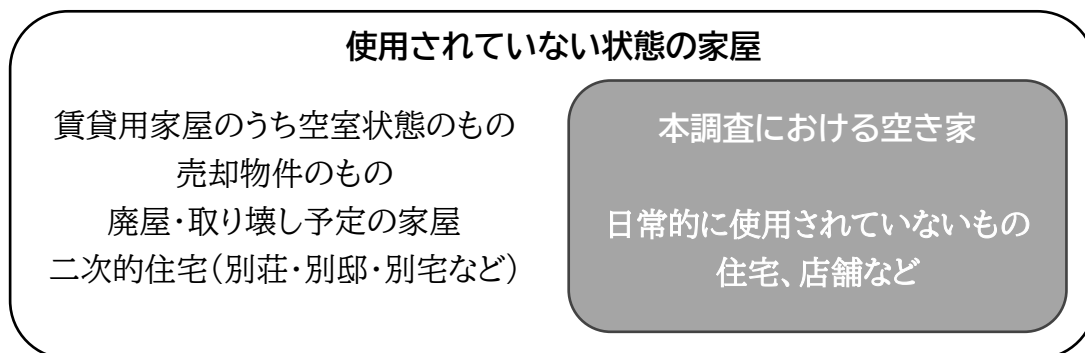 使用されていない状態の家屋
賃貸用家屋のうち空室状態のもの
売却物件のもの
廃屋・取り壊し予定の家屋
二次的住宅(別荘・別邸・別宅など)
本調査における空き家
日常的に使用されていないもの
住宅、店舗など